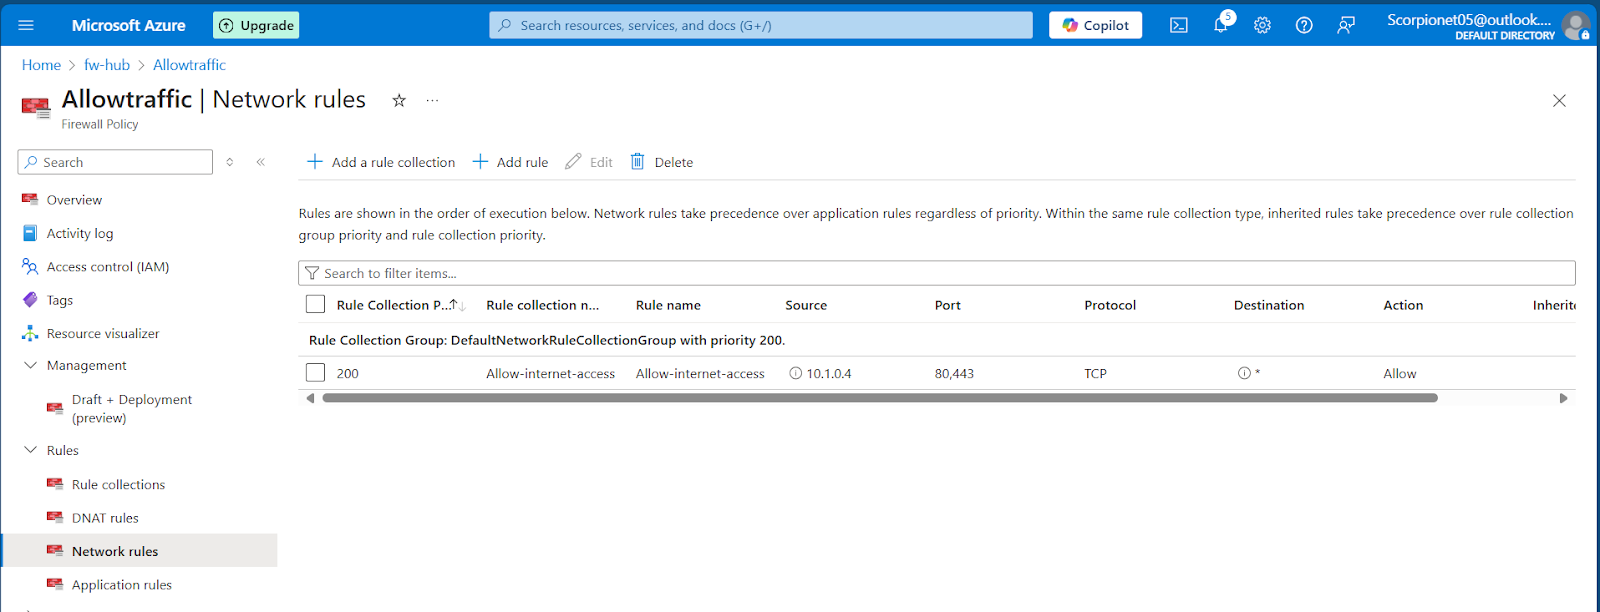 Microsoft Azure
Upgrade
Search resources, services, and docs (G+/)
Copilot
5
Scorpionet05@outlook....
DEFAULT DIRECTORY
Home > fw-hub > Allowtraffic
Allowtraffic | Network rules
Firewall Policy
Search
Add a rule collection
Add rule
Edit
Delete
Overview
Activity log
Access control (IAM)
Tags
Resource visualizer
Management
Draft + Deployment
(preview)
Rules
Rule collections
DNAT rules
Network rules
Application rules
Rules are shown in the order of execution below. Network rules take precedence over application rules regardless of priority. Within the same rule collection type, inherited rules take precedence over rule collection
group priority and rule collection priority.
Search to filter items...
Rule Collection P... Rule collection n... Rule name Source Port Protocol Destination Action Inherite
Rule Collection Group: DefaultNetworkRuleCollectionGroup with priority 200.
200 Allow-internet-access Allow-internet-access 10.1.0.4 80,443 TCP * Allow